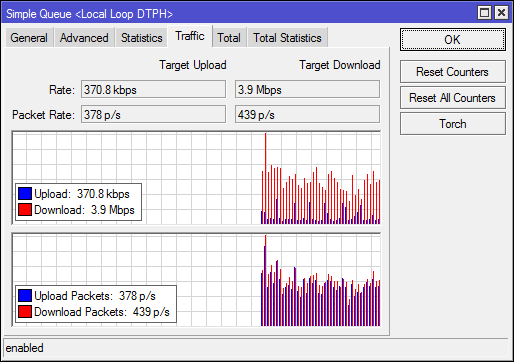 Simple Queue <Local Loop DTPH>
General Advanced Statistics Traffic Total Total Statistics
OK
Reset Counters
Reset All Counters
Torch
Target Upload Target Download
Rate: 370.8 kbps 3.9 Mbps
Packet Rate: 378 p/s 439 p/s
Upload: 370.8 kbps
Download: 3.9 Mbps
Upload Packets: 378 p/s
Download Packets: 439 p/s
enabled